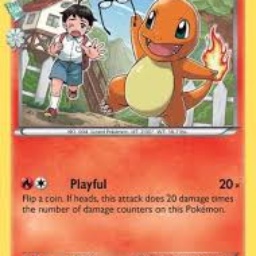 Playful 20×
Flip a coin. If heads, this attack does 20 damage times
the number of damage counters on this Pokémon.